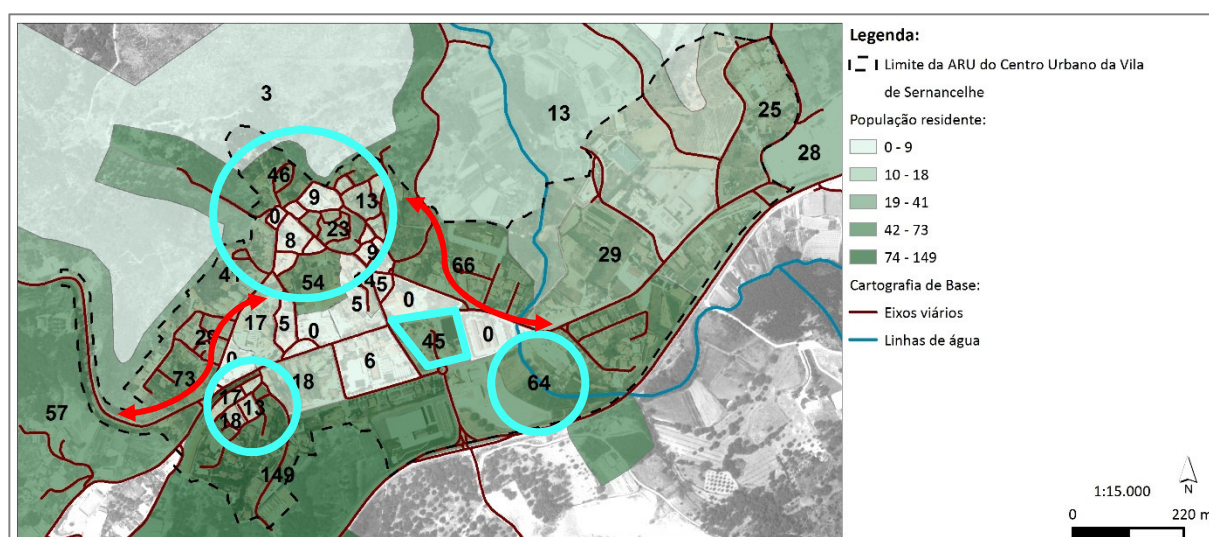 Legenda:
Limite da ARU do Centro Urbano da Vila
de Sernancelhe
População residente:
0 - 9
10 - 18
19 - 41
42 - 73
74 - 149
Cartografia de Base:
Eixos viários
Linhas de água
1:15.000
N
0 220 m
3
13
25
28
46
9
13
0
23
8
9
29
41
54
66
5
0
17
5
0
45
0
6
73
0
18
64
17
13
18
57
149